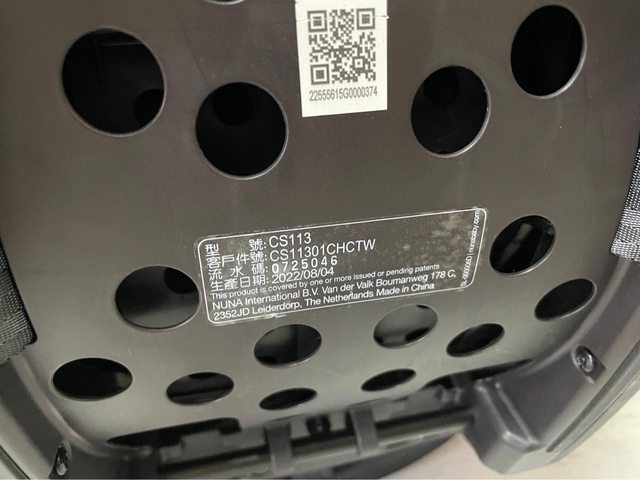 22555615G0000374
型 號: CS113
客戶件號: CS11301CHCTW
流水碼: 0725046
生產日期: 2022/08/04
This product is covered by one or more issued or pending patents
NUNA International B.V. Van der Valk Boumanweg 178 C,
2352JD Leiderdorp, The Netherlands Made in China
nunababy.com